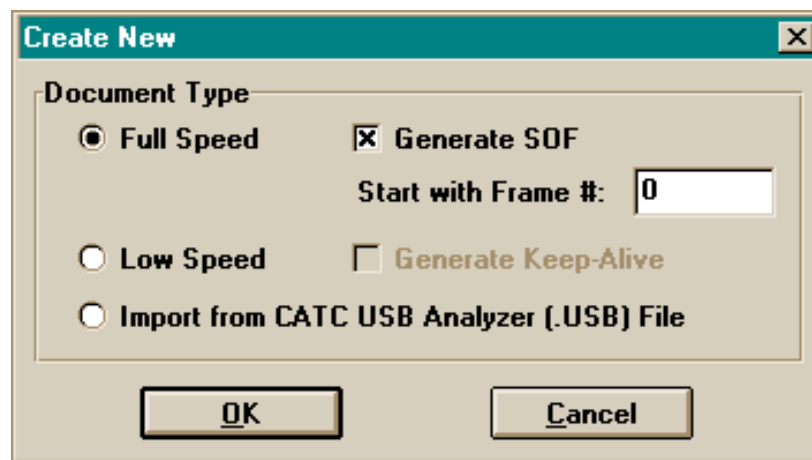 Create New
Document Type
Full Speed
Generate SOF
Start with Frame #: 0
Low Speed
Generate Keep-Alive
Import from CATC USB Analyzer (.USB) File
OK
Cancel